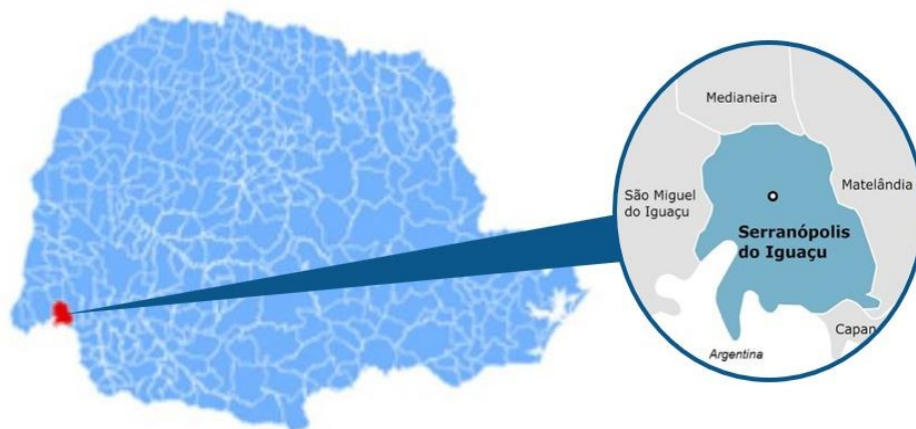 Medianeira
São Miguel
do Iguaçu
Matelândia
Serranópolis
do Iguaçu
Capan
Argentina